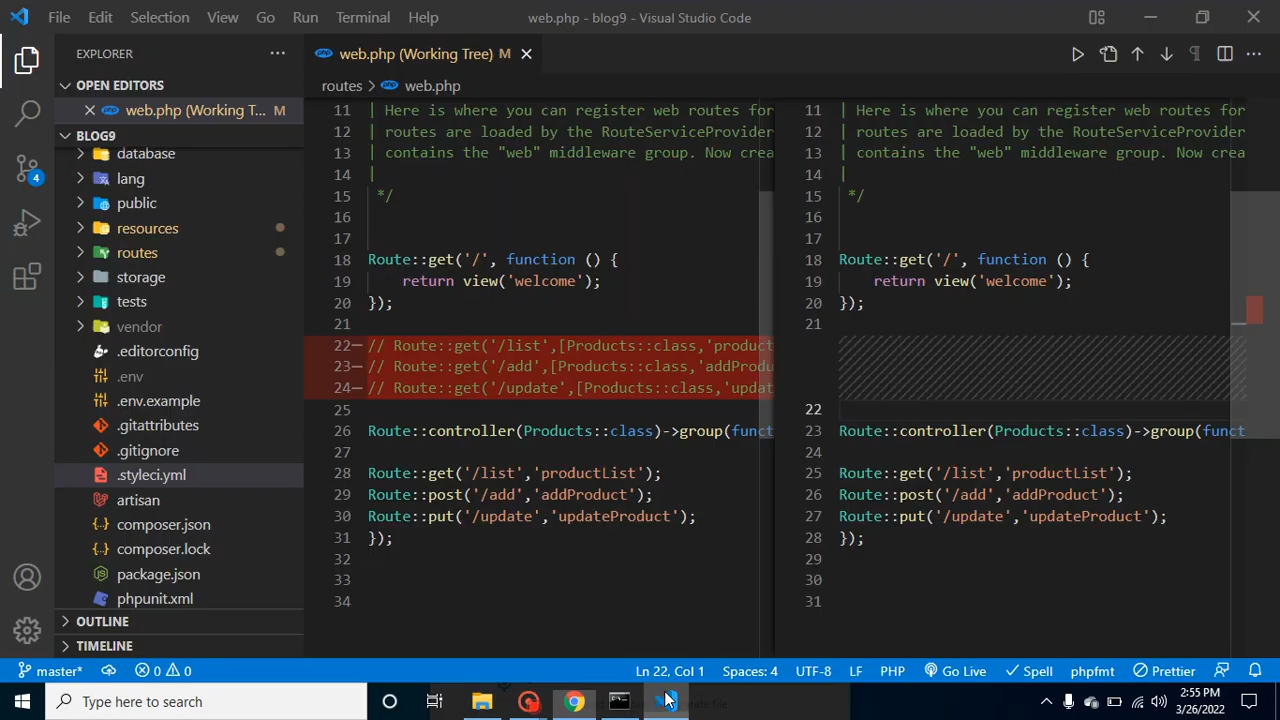 File Edit Selection View Go Run Terminal Help web.php - blog9 - Visual Studio Code
EXPLORER
OPEN EDITORS
web.php (Working T... M
BLOG9
database
lang
public
resources
routes
storage
tests
vendor
.editorconfig
.env
.env.example
.gitattributes
.gitignore
.styleci.yml
artisan
composer.json
composer.lock
package.json
phpunit.xml
OUTLINE
TIMELINE
4
php web.php (Working Tree) M
routes > php web.php
11 | Here is where you can register web routes for
12 | routes are loaded by the RouteServiceProvider
13 | contains the "web" middleware group. Now crea
14 |
15 */
16
17
18 Route::get('/', function () {
19 return view('welcome');
20 });
21
22− // Route::get('/list',[Products::class,'product
23− // Route::get('/add',[Products::class,'addProdu
24− // Route::get('/update',[Products::class,'updat
25
26 Route::controller(Products::class)->group(funct
27
28 Route::get('/list','productList');
29 Route::post('/add','addProduct');
30 Route::put('/update','updateProduct');
31 });
32
33
34
11 | Here is where you can register web routes for
12 | routes are loaded by the RouteServiceProvider
13 | contains the "web" middleware group. Now crea
14 |
15 */
16
17
18 Route::get('/', function () {
19 return view('welcome');
20 });
21
22
23 Route::controller(Products::class)->group(funct
24
25 Route::get('/list','productList');
26 Route::post('/add','addProduct');
27 Route::put('/update','updateProduct');
28 });
29
30
31
master* 0 0 Ln 22, Col 1 Spaces: 4 UTF-8 LF PHP Go Live Spell phpfmt Prettier
Type here to search
2:55 PM
3/26/2022